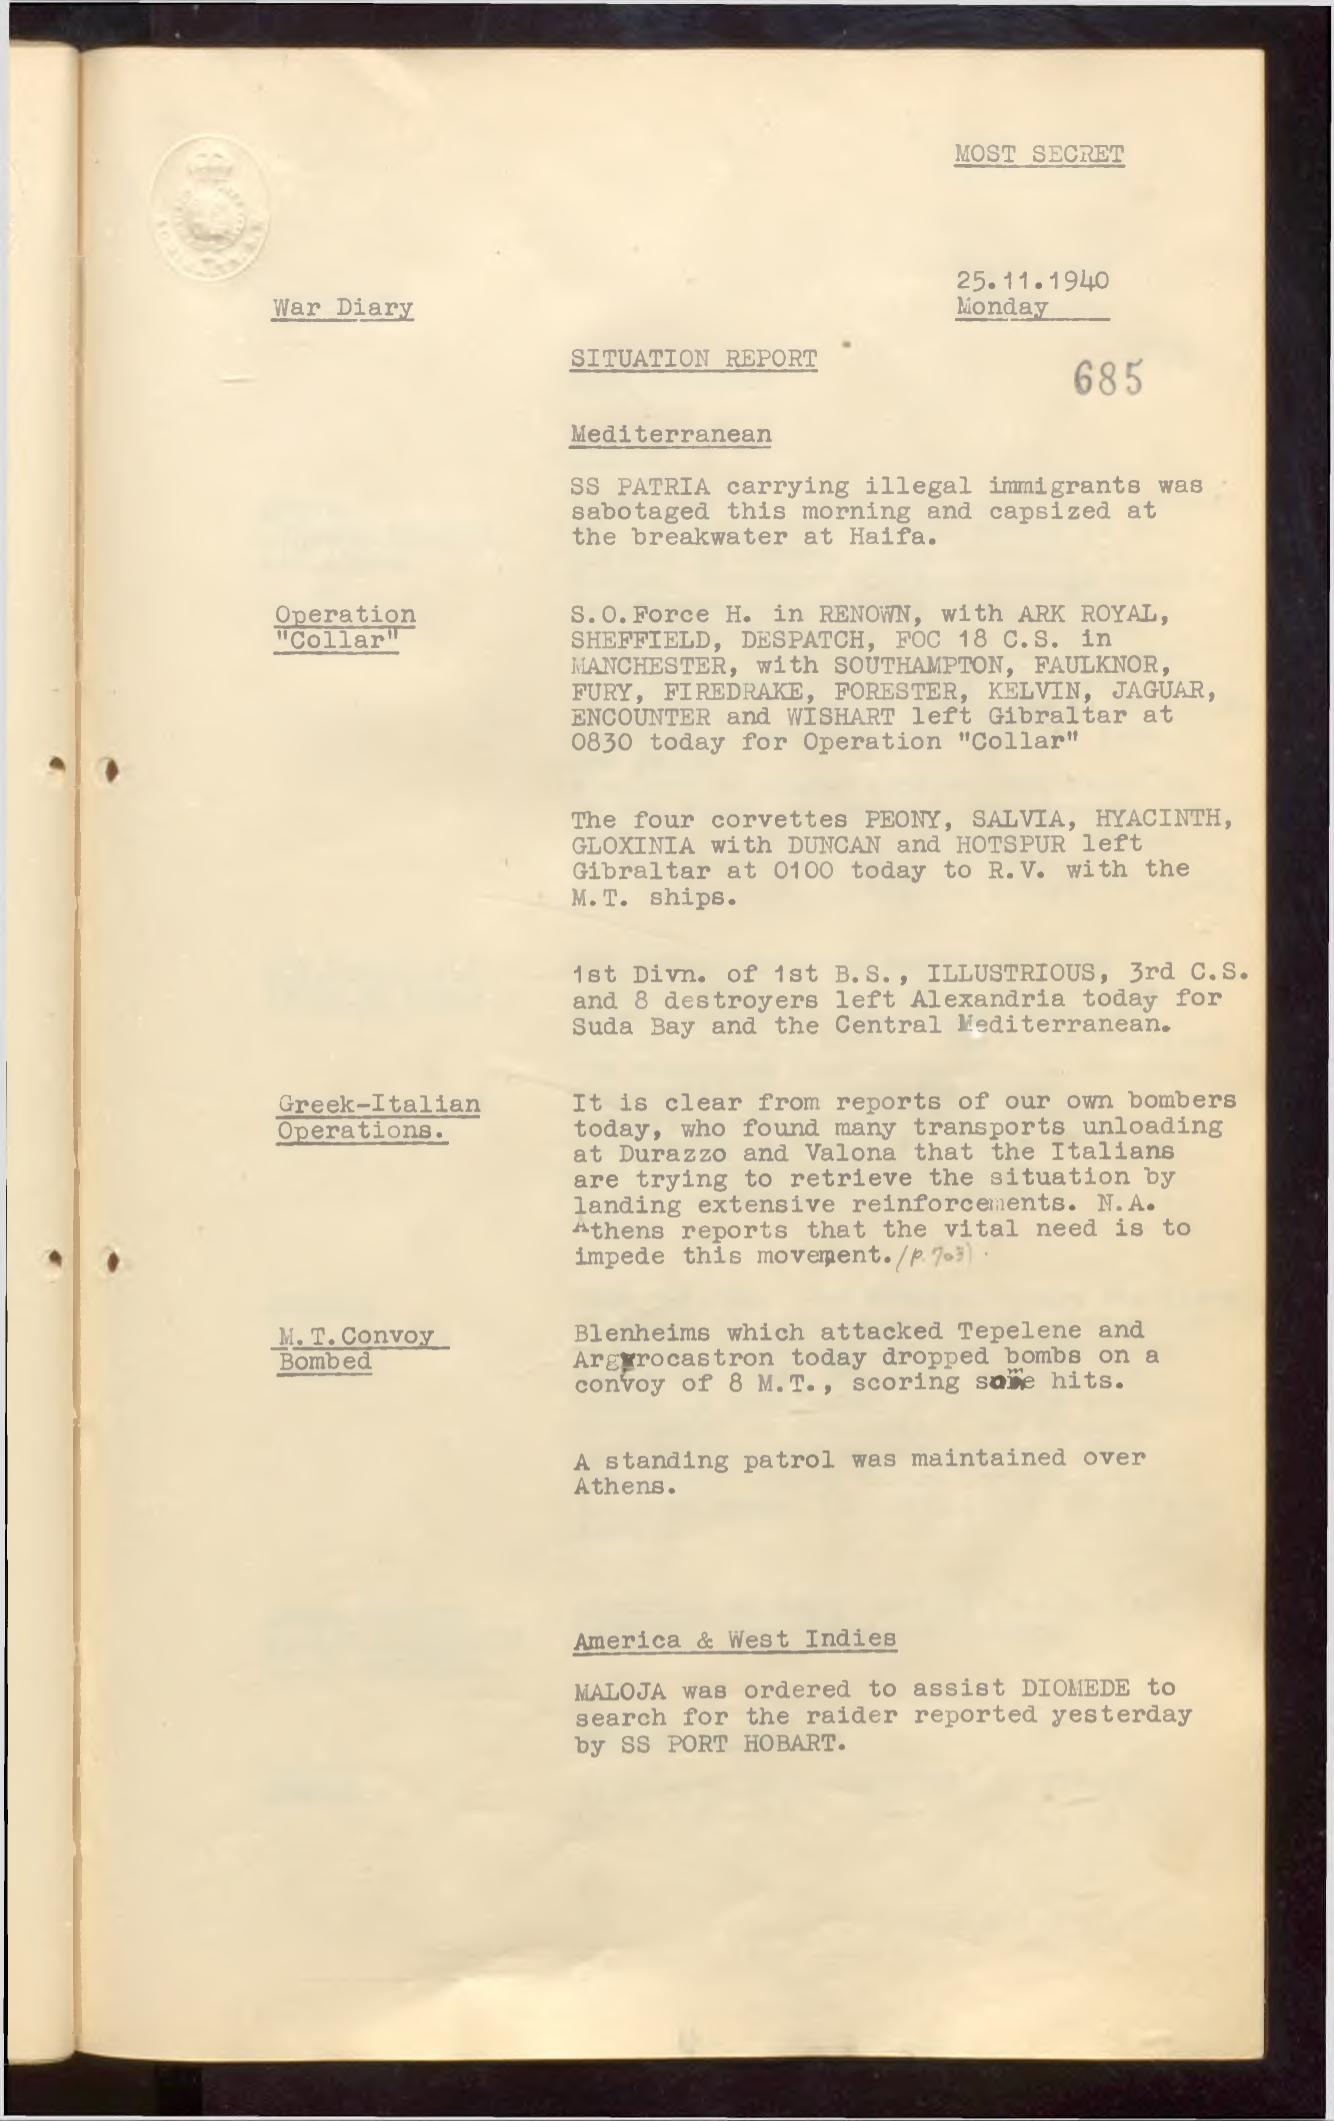 MOST SECRET
25.11.1940
War Diary
Monday
SITUATION REPORT
685
Mediterranean
SS PATRIA carrying illegal immigrants was
sabotaged this morning and capsized at
the breakwater at Haifa.
Operation
"Collar"
S.O.Force H. in RENOWN, with ARK ROYAL,
SHEFFIELD, DESPATCH, FOC 18 C.S. in
MANCHESTER, with SOUTHAMPTON, FAULKNOR,
FURY, FIREDRAKE, FORESTER, KELVIN, JAGUAR,
ENCOUNTER and WISHART left Gibraltar at
0830 today for Operation "Collar"
The four corvettes PEONY, SALVIA, HYACINTH,
GLOXINIA with DUNCAN and HOTSPUR left
Gibraltar at 0100 today to R.V. with the
M.T. ships.
1st Divn. of 1st B.S., ILLUSTRIOUS, 3rd C.S.
and 8 destroyers left Alexandria today for
Suda Bay and the Central Mediterranean.
Greek-Italian
Operations.
It is clear from reports of our own bombers
today, who found many transports unloading
at Durazzo and Valona that the Italians
are trying to retrieve the situation by
landing extensive reinforcements. N.A.
Athens reports that the vital need is to
impede this movement. (p. 703)
M.T.Convoy
Bombed
Blenheims which attacked Tepelene and
Argyrocastron today dropped bombs on a
convoy of 8 M.T., scoring some hits.
A standing patrol was maintained over
Athens.
America & West Indies
MALOJA was ordered to assist DIOMEDE to
search for the raider reported yesterday
by SS PORT HOBART.